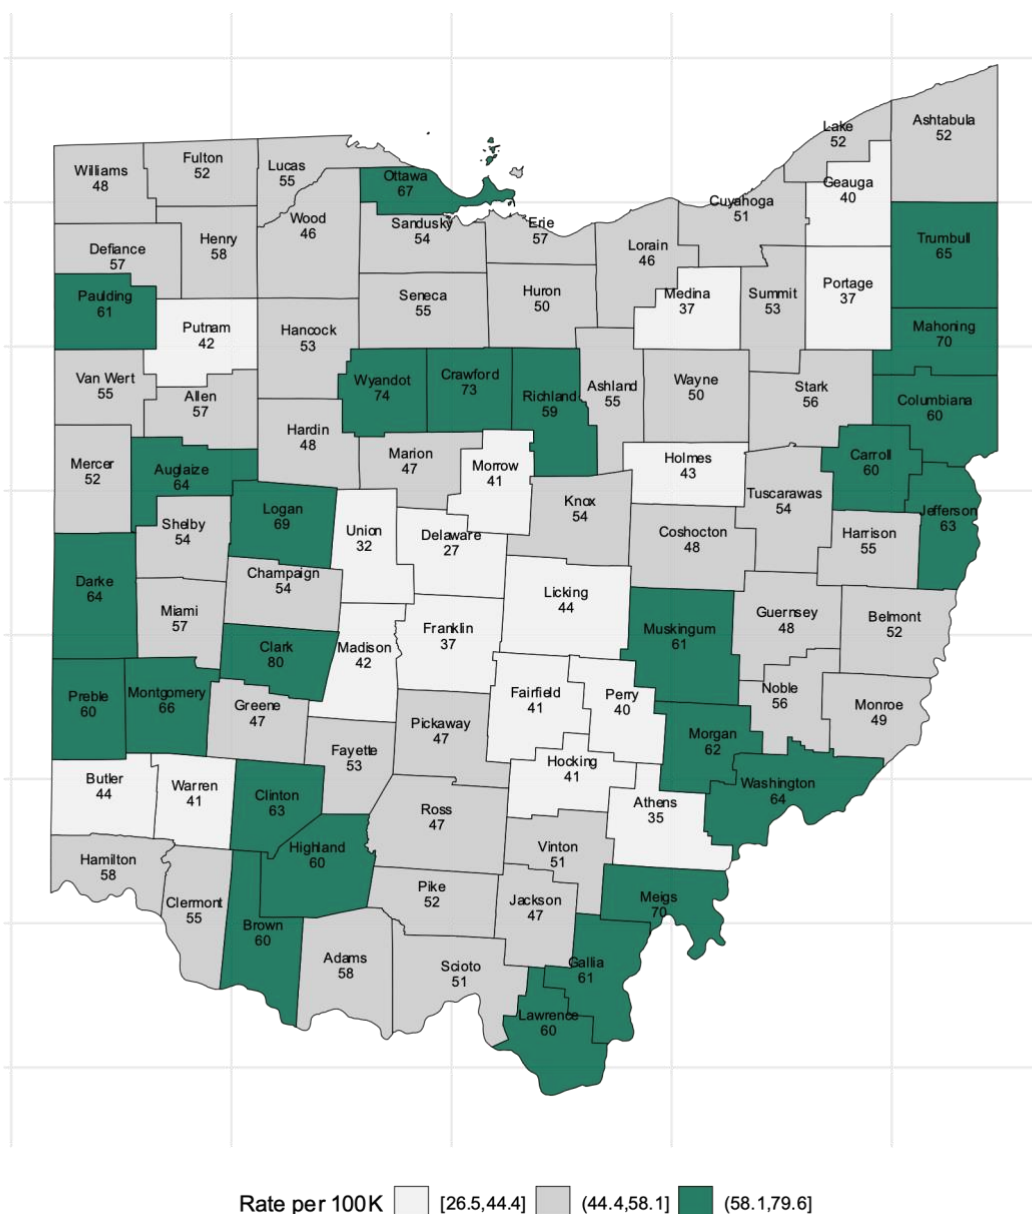 Lake
52
Ashtabula
52
Williams
48
Fulton
52
Lucas
55
Ottawa
67
Geauga
40
Cuyahoga
51
Wood
46
Sandusky
54
Erie
57
Henry
58
Defiance
57
Lorain
46
Trumbull
65
Paulding
61
Seneca
55
Huron
50
Medina
37
Summit
53
Portage
37
Putnam
42
Hancock
53
Mahoning
70
Van Wert
55
Allen
57
Wyandot
74
Crawford
73
Richland
59
Ashland
55
Wayne
50
Stark
56
Columbiana
60
Hardin
48
Mercer
52
Auglaize
64
Marion
47
Morrow
41
Holmes
43
Carroll
60
Logan
69
Shelby
54
Union
32
Delaware
27
Knox
54
Tuscarawas
54
Coshocton
48
Harrison
55
Jefferson
63
Darke
64
Champaign
54
Miami
57
Licking
44
Franklin
37
Muskingum
61
Guernsey
48
Belmont
52
Clark
80
Madison
42
Preble
60
Montgomery
66
Greene
47
Pickaway
47
Fairfield
41
Perry
40
Noble
56
Monroe
49
Morgan
62
Fayette
53
Hocking
41
Butler
44
Warren
41
Clinton
63
Washington
64
Ross
47
Athens
35
Highland
60
Vinton
51
Hamilton
58
Clermont
55
Pike
52
Jackson
47
Meigs
70
Brown
60
Adams
58
Scioto
51
Gallia
61
Lawrence
60
Rate per 100K [26.5,44.4] (44.4,58.1] (58.1,79.6]